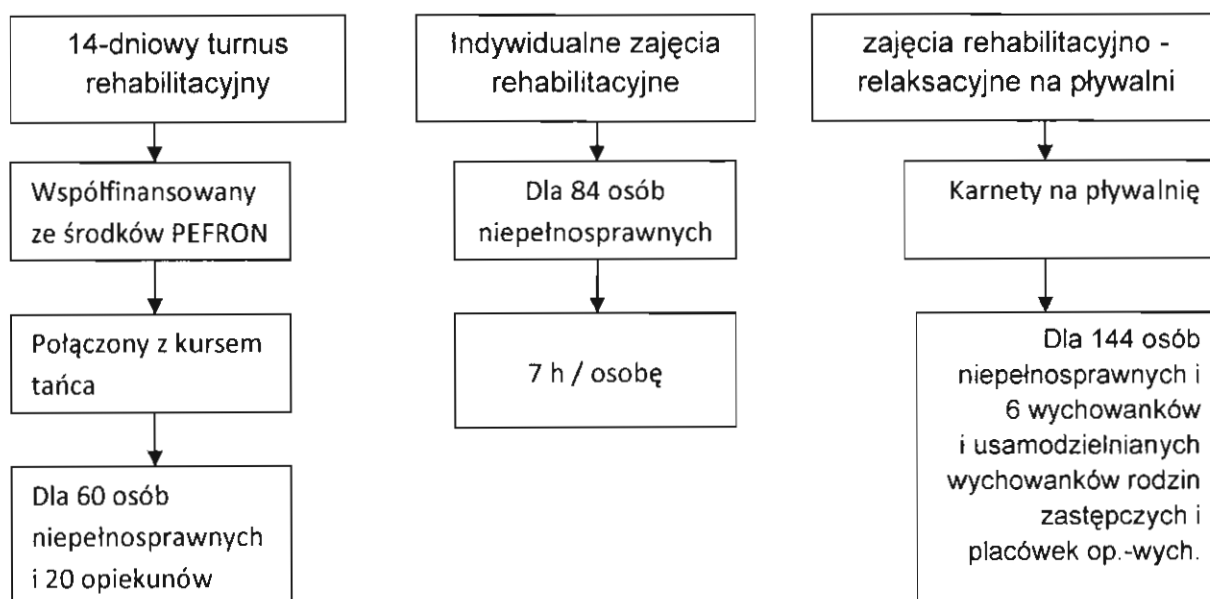 14-dniowy turnus
rehabilitacyjny
Współfinansowany
ze środków PEFRON
Połączony z kursem
tańca
Dla 60 osób
niepełnosprawnych
i 20 opiekunów
Indywidualne zajęcia
rehabilitacyjne
Dla 84 osób
niepełnosprawnych
7 h / osobę
zajęcia rehabilitacyjno -
relaksacyjne na pływalni
Karnety na pływalnię
Dla 144 osób
niepełnosprawnych i
6 wychowanków
i usamodzielnianych
wychowanków rodzin
zastępczych i
placówek op.-wych.